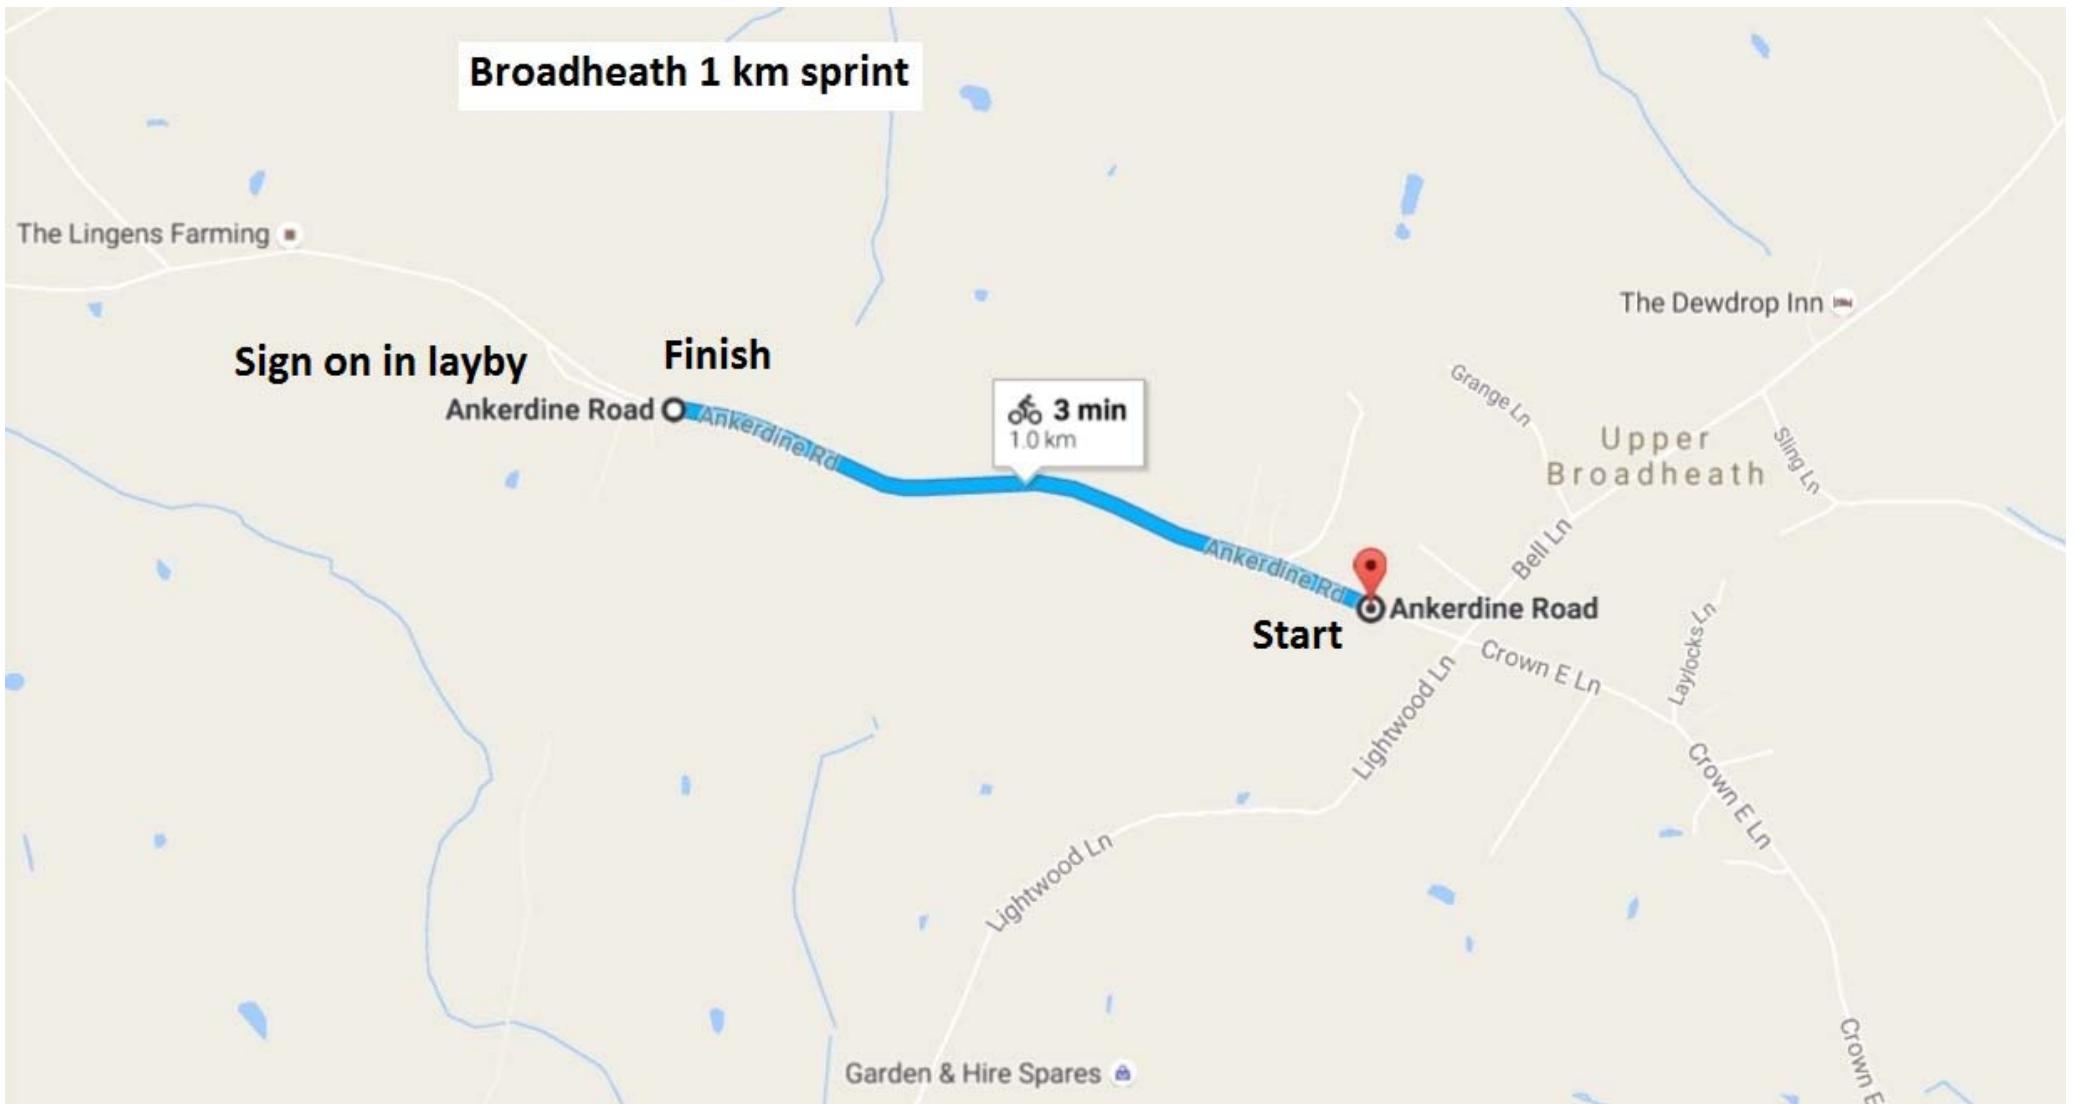 Broadheath 1 km sprint
The Lingens Farming
The Dewdrop Inn
Sign on in layby
Finish
Ankerdine Road
Ankerdine Rd
3 min
1.0 km
Grange Ln
Upper
Broadheath
Sling Ln
Bell Ln
Ankerdine Rd
Ankerdine Road
Start
Crown E Ln
Laylocks Ln
Lightwood Ln
Crown E Ln
Lightwood Ln
Crown E
Garden & Hire Spares